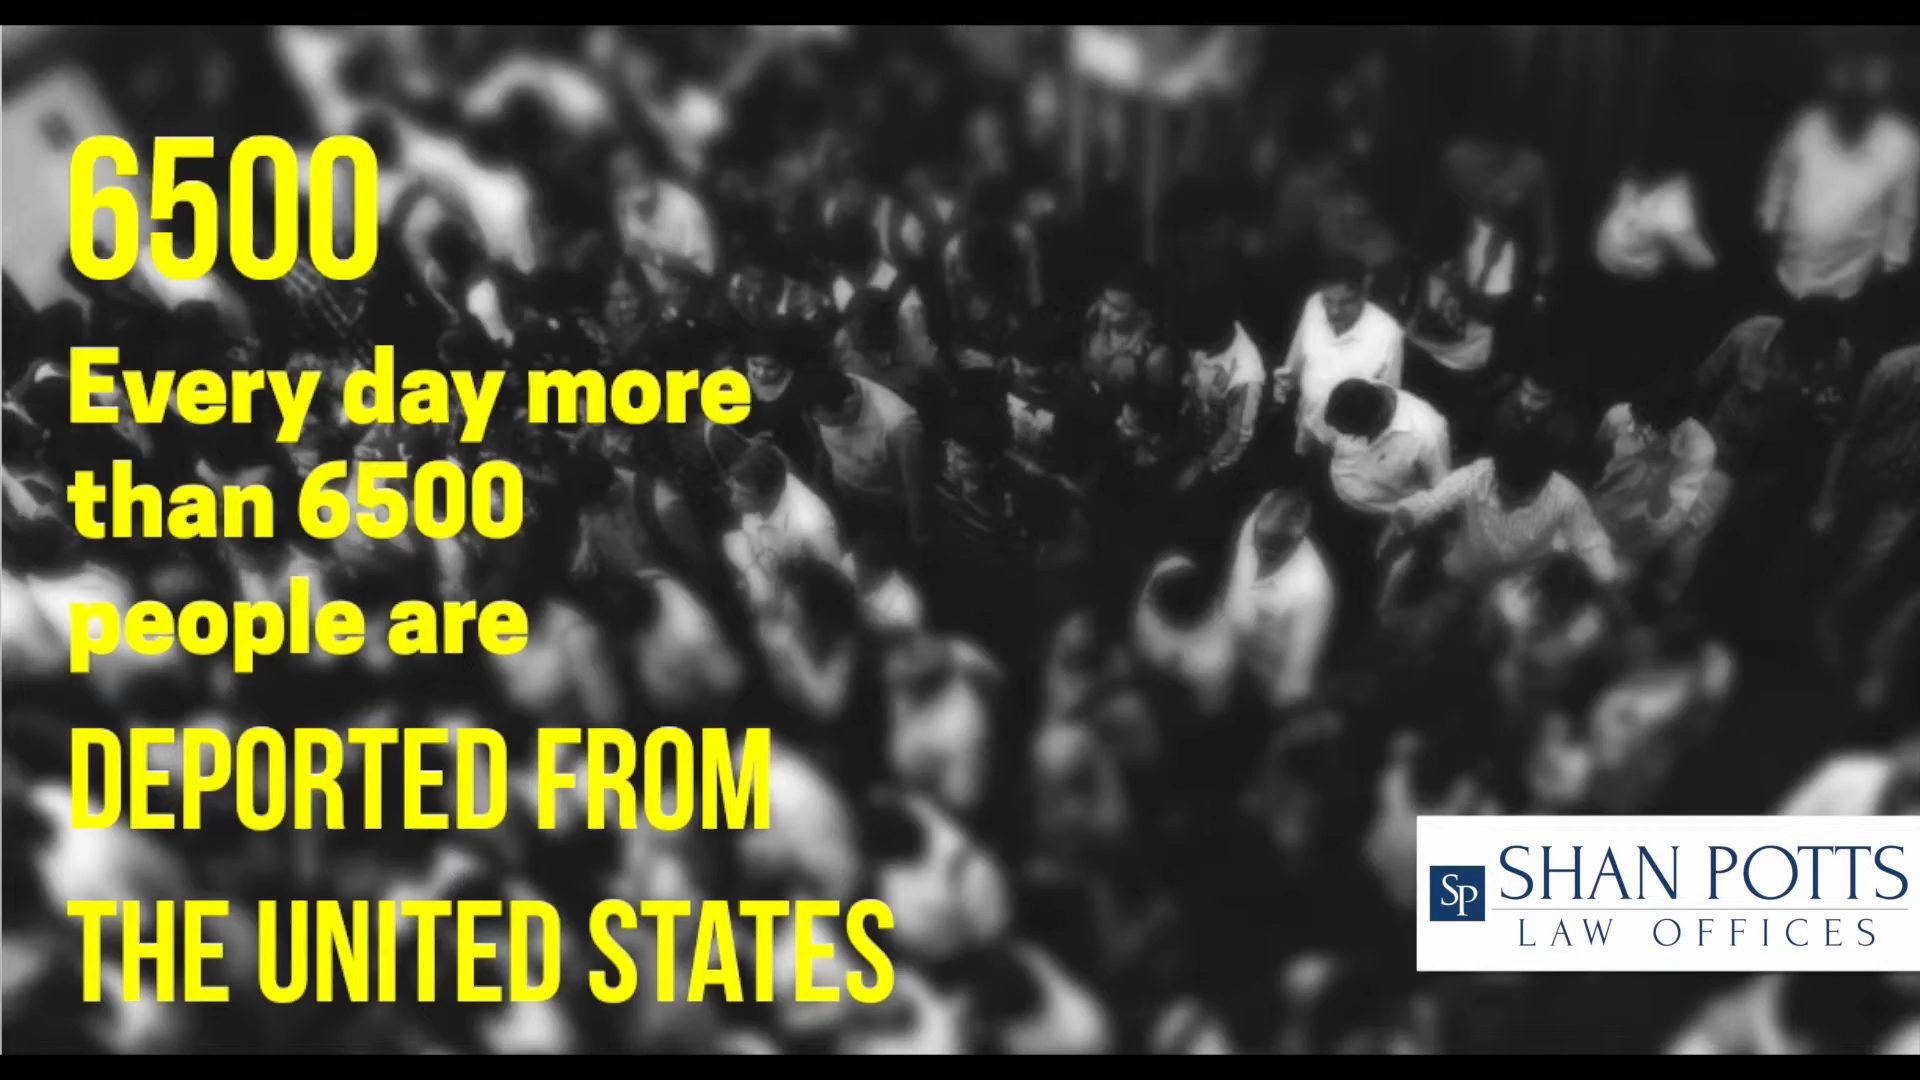 6500
Every day more
than 6500
people are
DEPORTED FROM
THE UNITED STATES
SP SHAN POTTS
LAW OFFICES